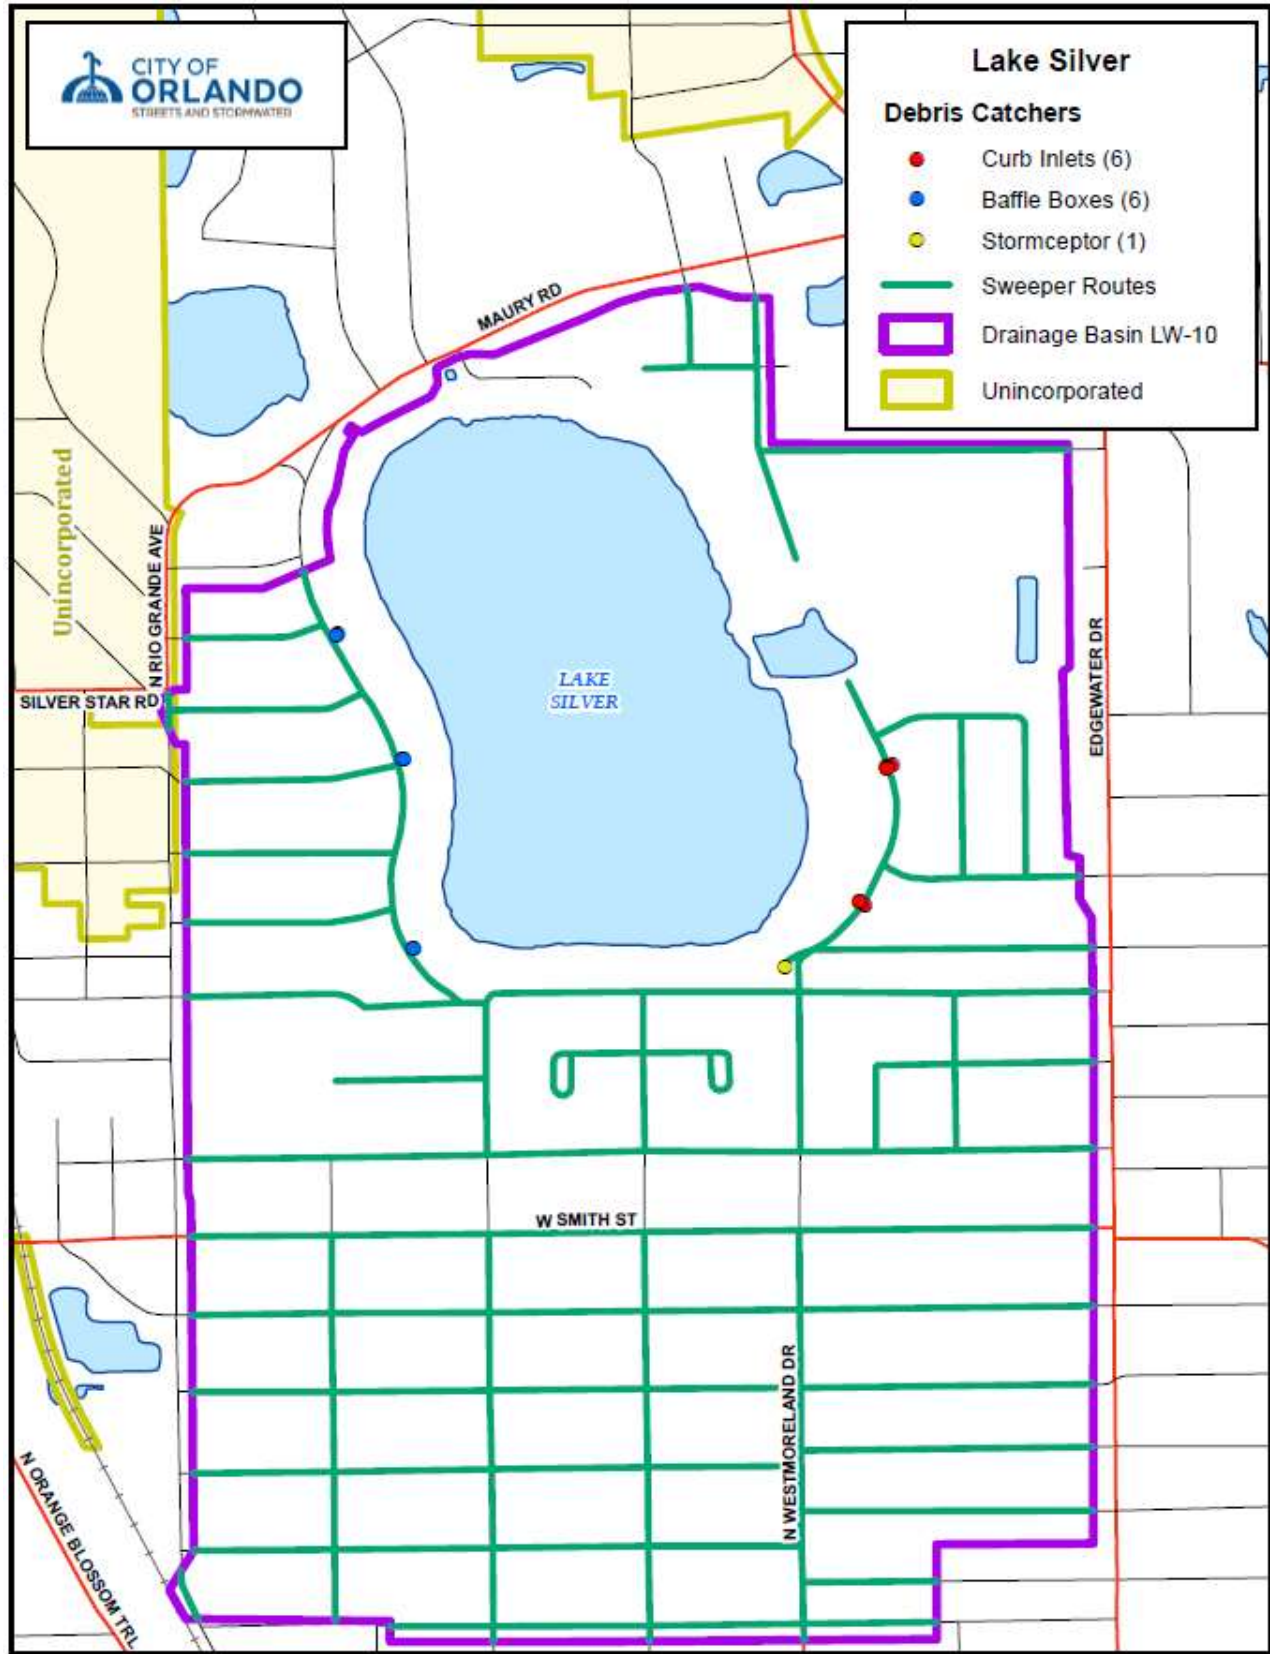 CITY OF
ORLANDO
STREETS AND STORMWATER
Lake Silver
Debris Catchers
Curb Inlets (6)
Baffle Boxes (6)
Stormceptor (1)
Sweeper Routes
Drainage Basin LW-10
Unincorporated
MAURY RD
Unincorporated
N RIO GRANDE AVE
SILVER STAR RD
LAKE
SILVER
EDGEWATER DR
W SMITH ST
N WESTMORELAND DR
N ORANGE BLOSSOM TRL